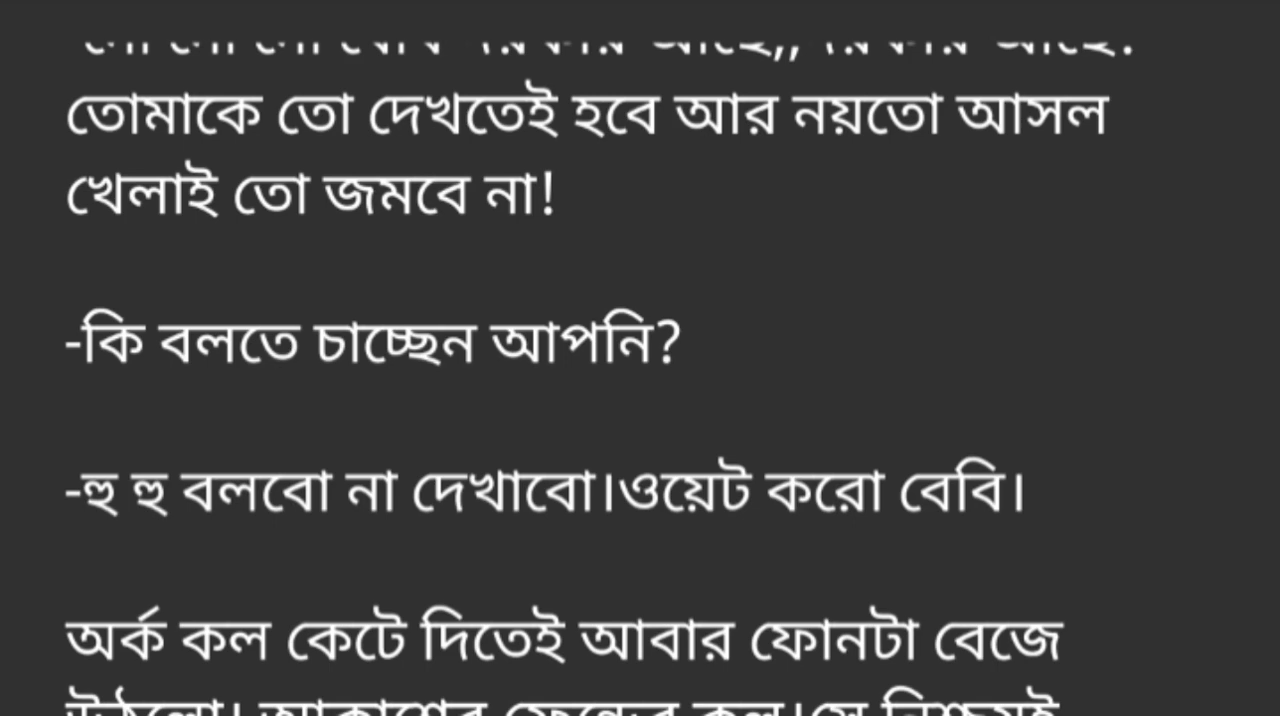 তোমাকে তো দেখতেই হবে আর নয়তো আসল
খেলাই তো জমবে না!
-কি বলতে চাচ্ছেন আপনি?
-হু হু বলবো না দেখাবো।ওয়েট করো বেবি।
অর্ক কল কেটে দিতেই আবার ফোনটা বেজে